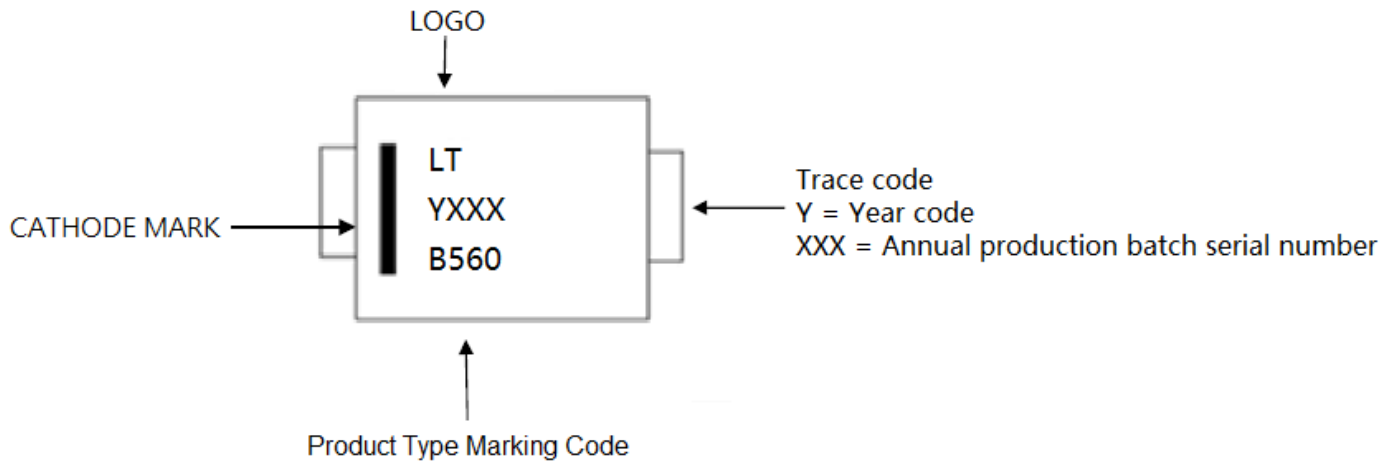 LOGO
LT
YXXX
B560
CATHODE MARK
Trace code
Y = Year code
XXX = Annual production batch serial number
Product Type Marking Code